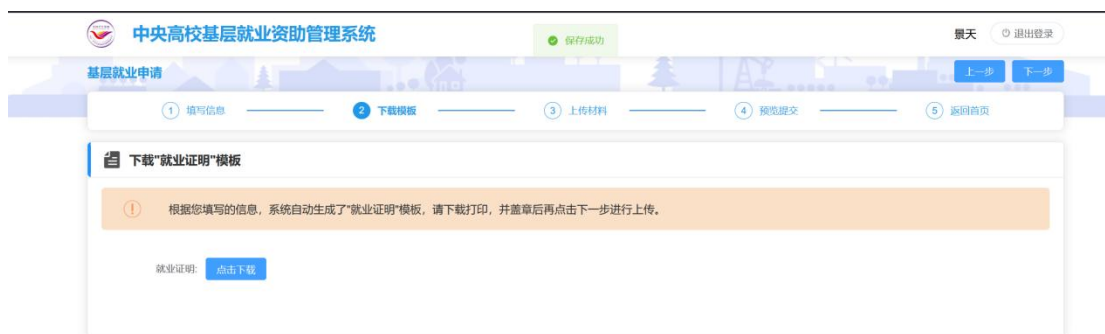 中央高校基层就业资助管理系统
保存成功
景天
退出登录
基层就业申请
上一步
下一步
1 填写信息
2 下载模板
3 上传材料
4 预览提交
5 返回首页
下载"就业证明"模板
根据您填写的信息，系统自动生成了"就业证明"模板，请下载打印，并盖章后再点击下一步进行上传。
就业证明: 点击下载